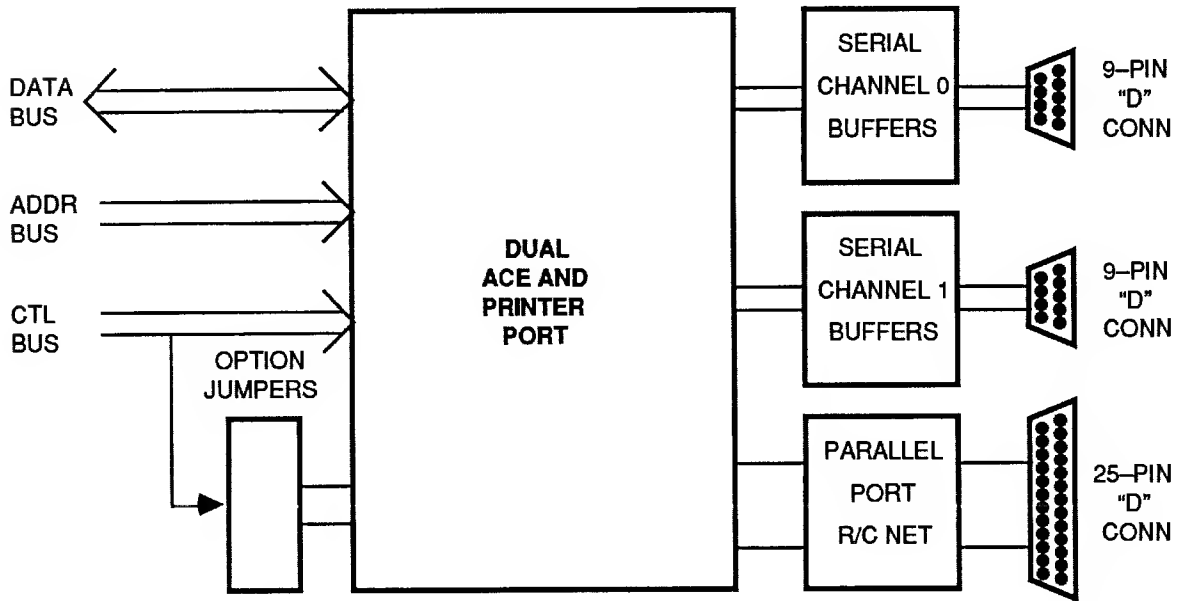 DATA
BUS
ADDR
BUS
CTL
BUS
OPTION
JUMPERS
DUAL
ACE AND
PRINTER
PORT
SERIAL
CHANNEL 0
BUFFERS
9–PIN
"D"
CONN
SERIAL
CHANNEL 1
BUFFERS
9–PIN
"D"
CONN
PARALLEL
PORT
R/C NET
25–PIN
"D"
CONN